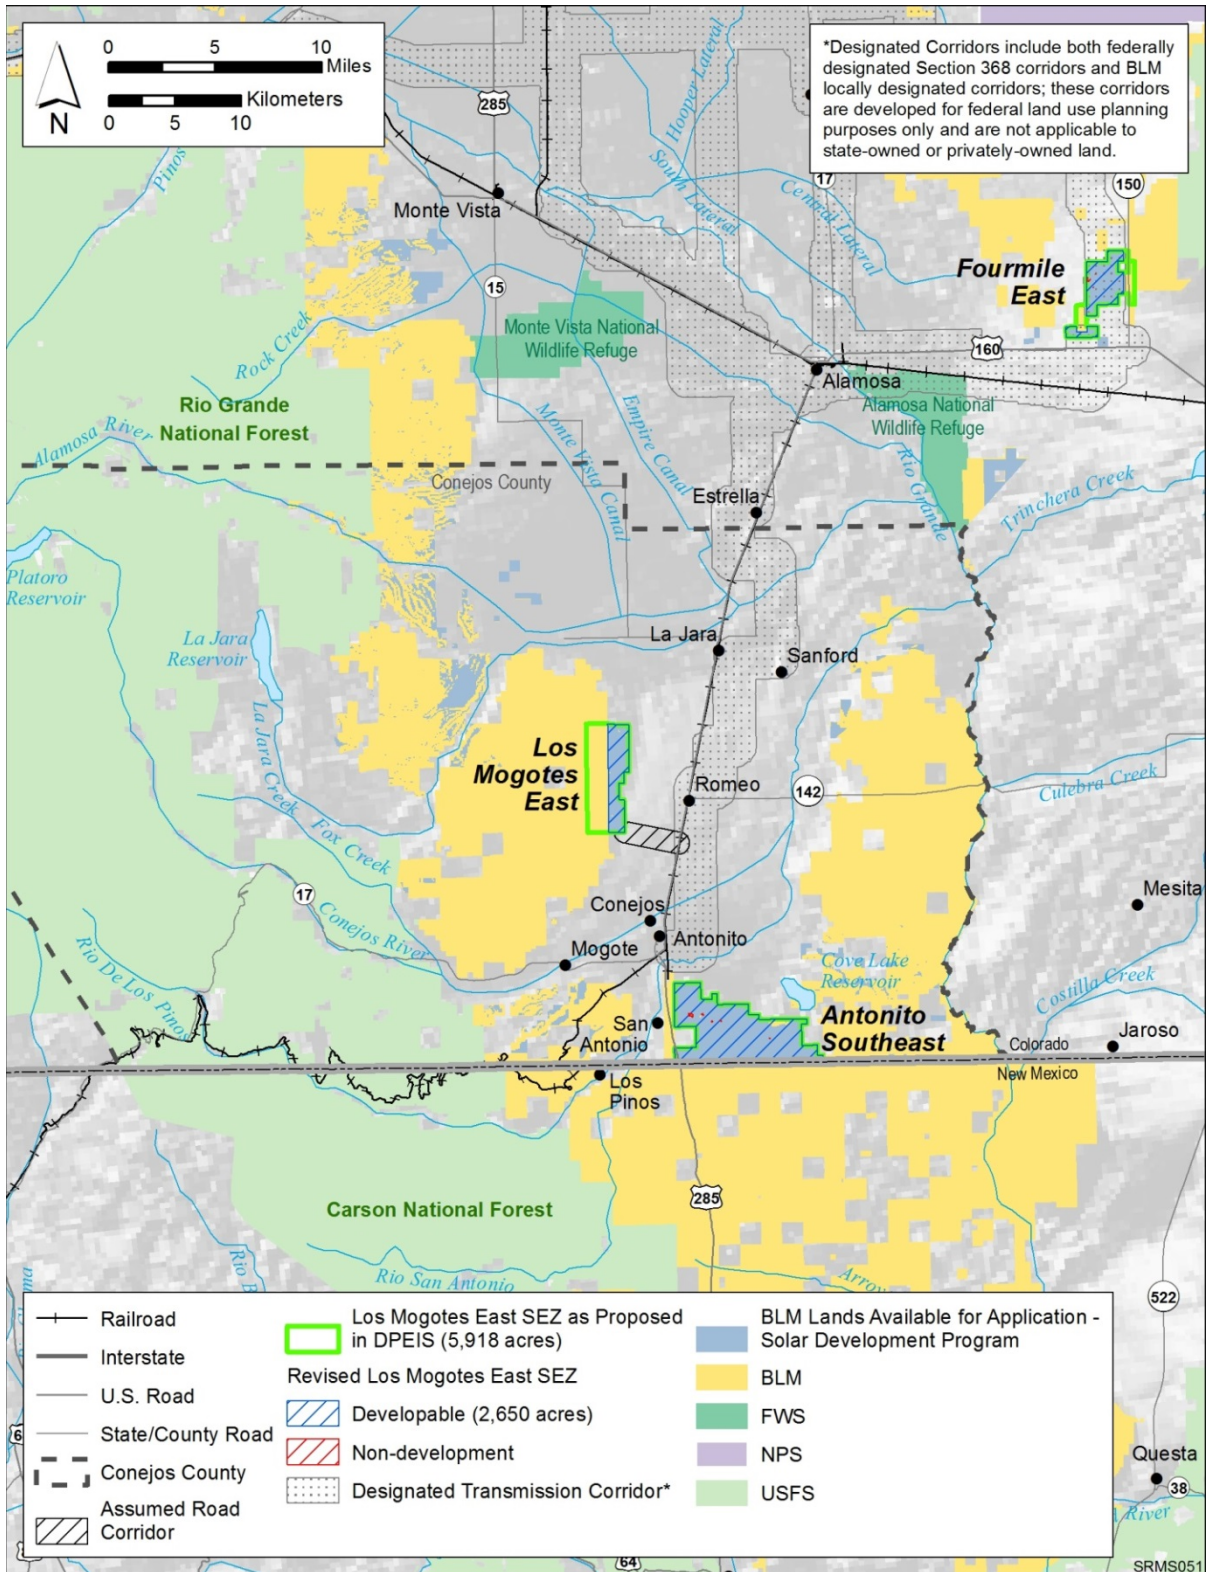 0 5 10
Miles
Kilometers
0 5 10
N
*Designated Corridors include both federally
designated Section 368 corridors and BLM
locally designated corridors; these corridors
are developed for federal land use planning
purposes only and are not applicable to
state-owned or privately-owned land.
285
Hooper Lateral
South Lateral
17
Central Lateral
150
Pinos
Monte Vista
Fourmile
East
15
Monte Vista National
Wildlife Refuge
Rock Creek
160
Alamosa
Alamosa National
Wildlife Refuge
Rio Grande
National Forest
Alamosa River
Monte Vista Canal
Empire Canal
Rio Grande
Conejos County
Estrella
Trinchera Creek
Platoro
Reservoir
La Jara
Reservoir
La Jara
Sanford
La Jara Creek
Los
Mogotes
East
Romeo
142
Culebra Creek
Fox Creek
17
Conejos River
Conejos
Antonito
Mogote
Mesita
Rio De Los Pinos
Cove Lake
Reservoir
Costilla Creek
San
Antonio
Antonito
Southeast
Jaroso
Colorado
New Mexico
Los
Pinos
Carson National Forest
285
Rio San Antonio
Rio B
Arroy
522
Railroad
Interstate
U.S. Road
State/County Road
Conejos County
Assumed Road
Corridor
Los Mogotes East SEZ as Proposed
in DPEIS (5,918 acres)
Revised Los Mogotes East SEZ
Developable (2,650 acres)
Non-development
Designated Transmission Corridor*
BLM Lands Available for Application -
Solar Development Program
BLM
FWS
NPS
USFS
Questa
38
River
64
SRMS051